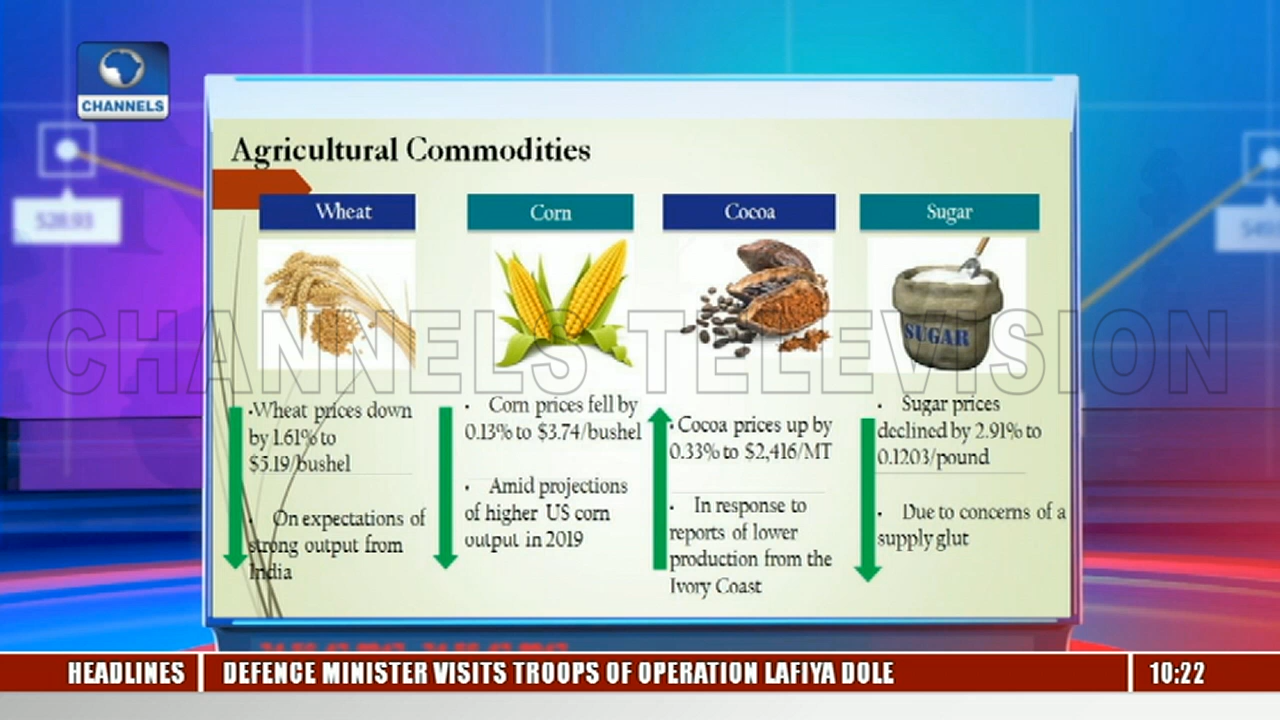 CHANNELS
Agricultural Commodities
Wheat
Corn
Cocoa
Sugar
SUGAR
CHANNELS TELEVISION
•Wheat prices down
by 1.61% to
$5.19/bushel
• On expectations of
strong output from
India
• Corn prices fell by
0.13% to $3.74/bushel
• Amid projections
of higher US corn
output in 2019
• Cocoa prices up by
0.33% to $2,416/MT
• In response to
reports of lower
production from the
Ivory Coast
• Sugar prices
declined by 2.91% to
0.1203/pound
• Due to concerns of a
supply glut
HEADLINES
DEFENCE MINISTER VISITS TROOPS OF OPERATION LAFIYA DOLE
10:22